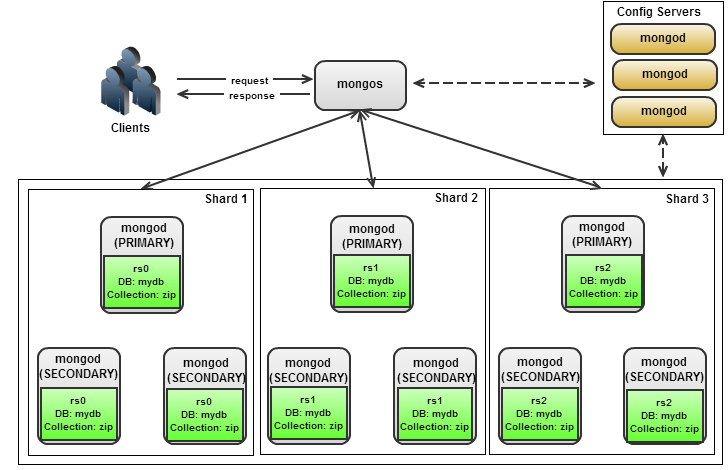 Config Servers
mongod
mongod
mongod
request
response
mongos
Clients
Shard 1
mongod
(PRIMARY)
rs0
DB: mydb
Collection: zip
mongod
(SECONDARY)
rs0
DB: mydb
Collection: zip
mongod
(SECONDARY)
rs0
DB: mydb
Collection: zip
Shard 2
mongod
(PRIMARY)
rs1
DB: mydb
Collection: zip
mongod
(SECONDARY)
rs1
DB: mydb
Collection: zip
mongod
(SECONDARY)
rs1
DB: mydb
Collection: zip
Shard 3
mongod
(PRIMARY)
rs2
DB: mydb
Collection: zip
mongod
(SECONDARY)
rs2
DB: mydb
Collection: zip
mongod
(SECONDARY)
rs2
DB: mydb
Collection: zip